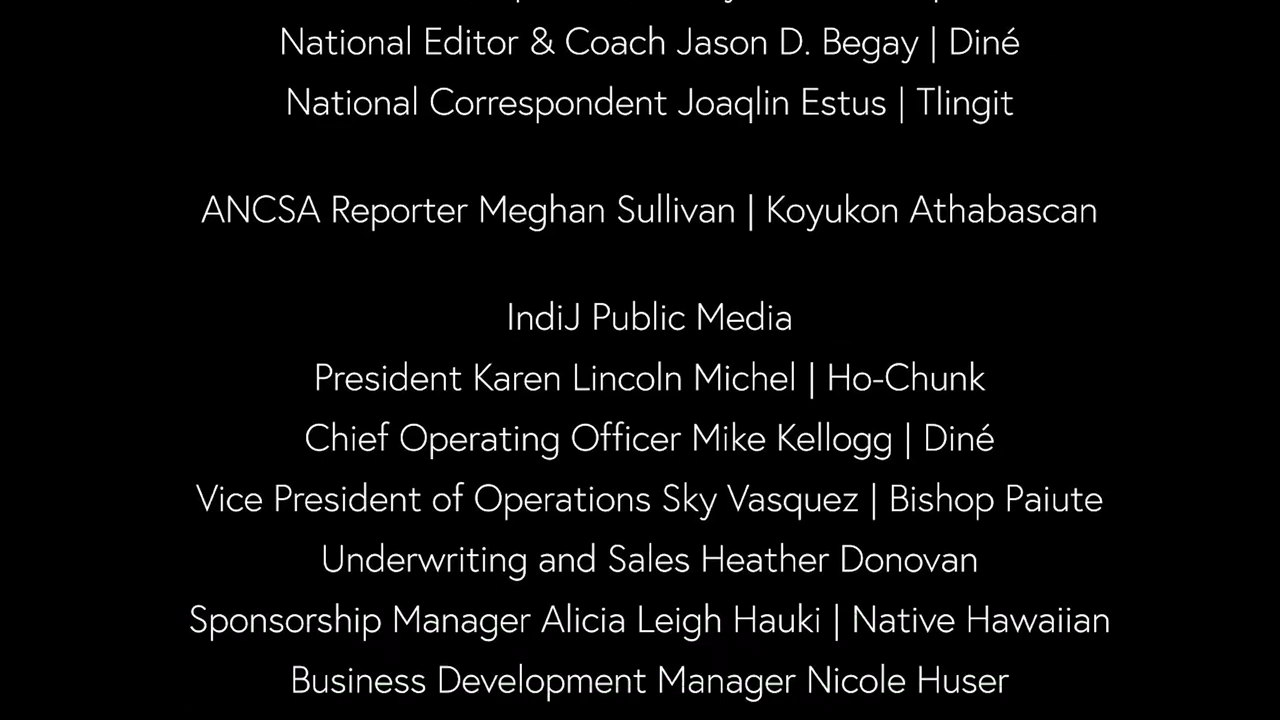 National Editor & Coach Jason D. Begay | Diné
National Correspondent Joaqlin Estus | Tlingit
ANCSA Reporter Meghan Sullivan | Koyukon Athabascan
IndiJ Public Media
President Karen Lincoln Michel | Ho-Chunk
Chief Operating Officer Mike Kellogg | Diné
Vice President of Operations Sky Vasquez | Bishop Paiute
Underwriting and Sales Heather Donovan
Sponsorship Manager Alicia Leigh Hauki | Native Hawaiian
Business Development Manager Nicole Huser